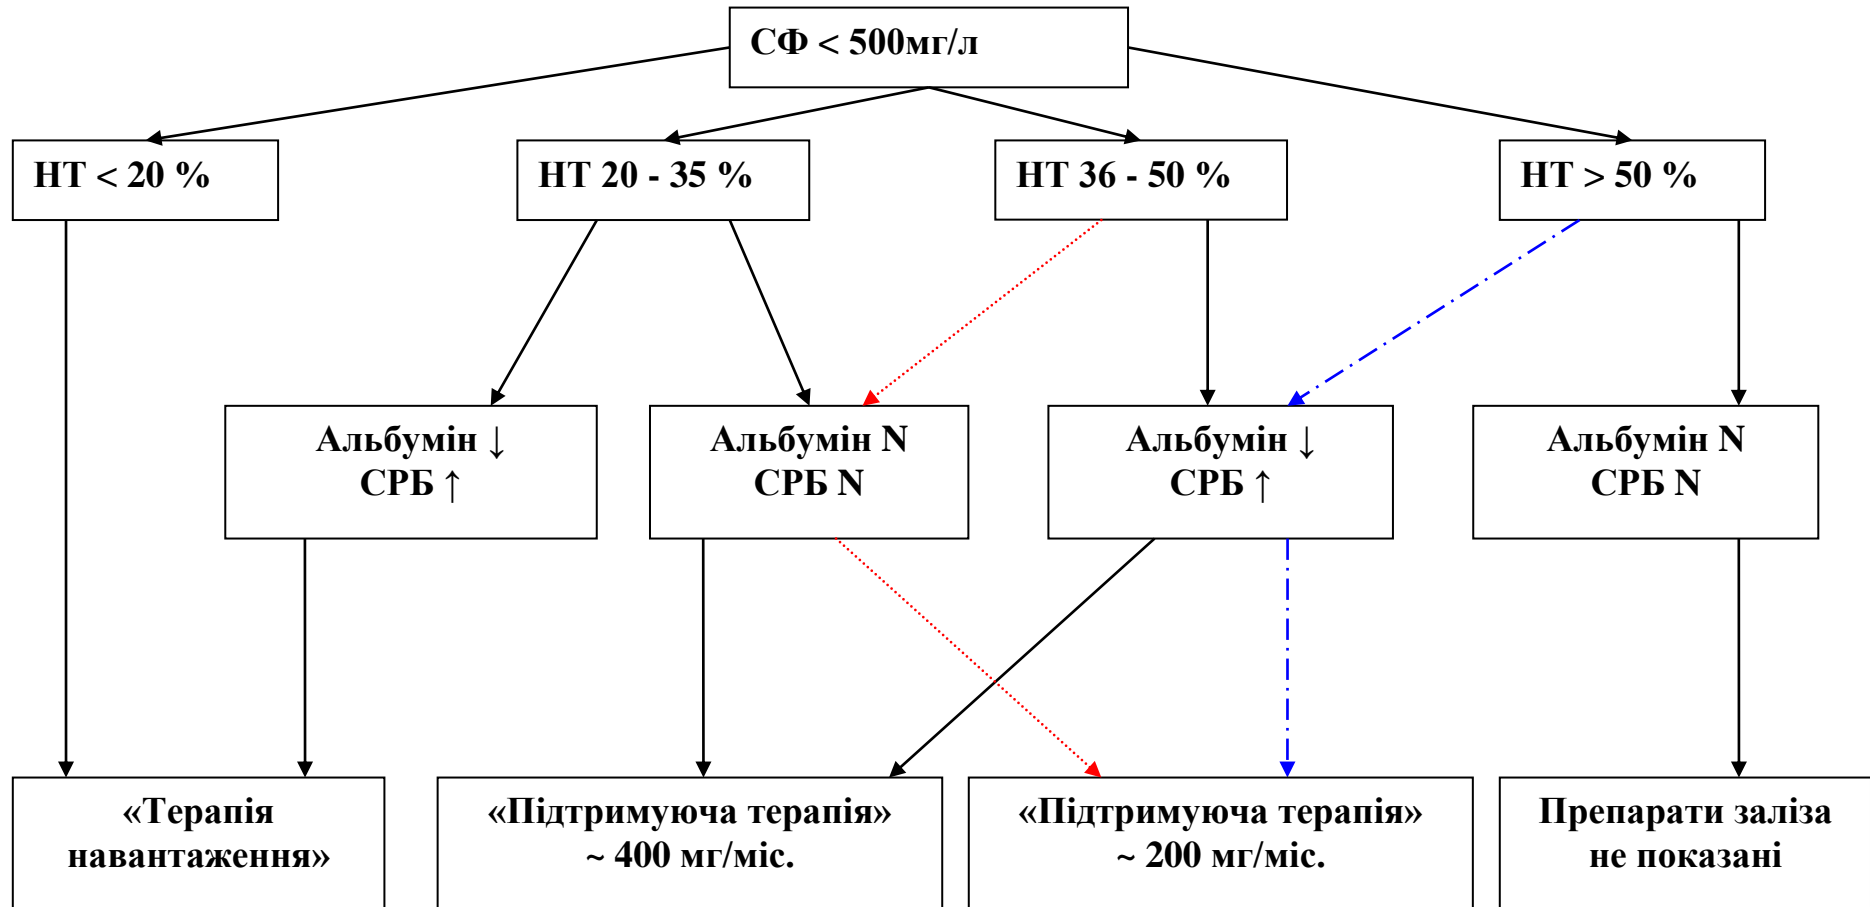 СФ < 500мг/л
НТ < 20 %
НТ 20 - 35 %
НТ 36 - 50 %
НТ > 50 %
Альбумін ↓
СРБ ↑
Альбумін N
СРБ N
Альбумін ↓
СРБ ↑
Альбумін N
СРБ N
«Терапія
навантаження»
«Підтримуюча терапія»
~ 400 мг/міс.
«Підтримуюча терапія»
~ 200 мг/міс.
Препарати заліза
не показані